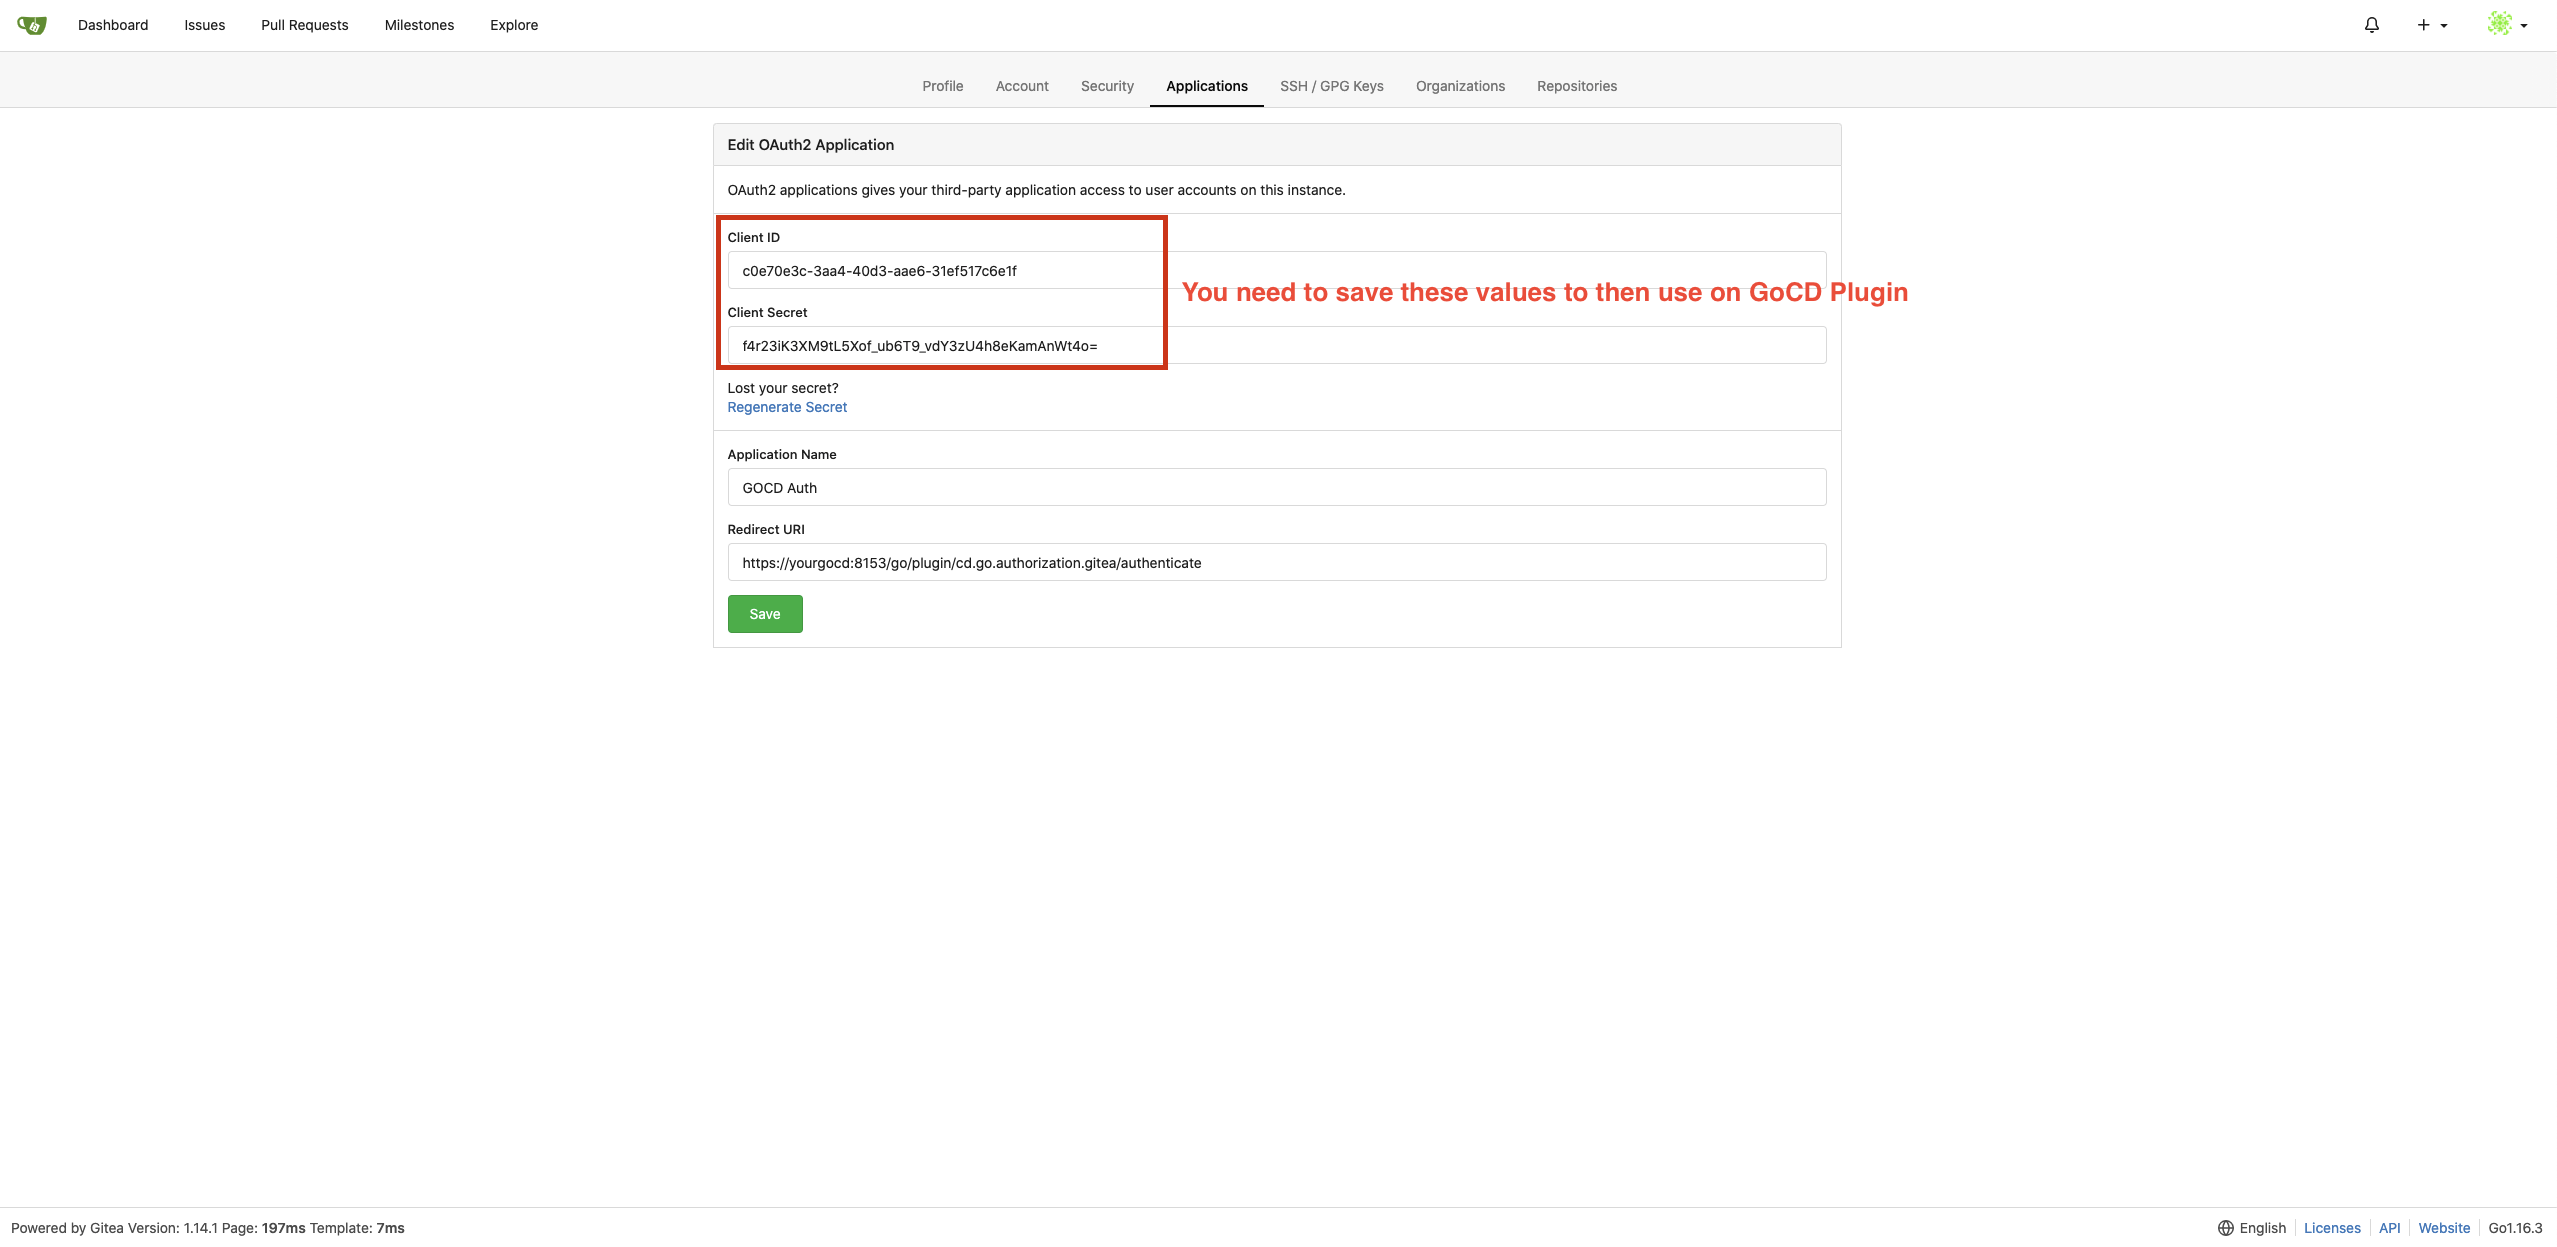 Dashboard Issues Pull Requests Milestones Explore
Profile Account Security Applications SSH / GPG Keys Organizations Repositories
Edit OAuth2 Application
OAuth2 applications gives your third-party application access to user accounts on this instance.
Client ID
c0e70e3c-3aa4-40d3-aae6-31ef517c6e1f
You need to save these values to then use on GoCD Plugin
Client Secret
f4r23iK3XM9tL5Xof_ub6T9_vdY3zU4h8eKamAnWt4o=
Lost your secret?
Regenerate Secret
Application Name
GOCD Auth
Redirect URI
https://yourgocd:8153/go/plugin/cd.go.authorization.gitea/authenticate
Save
Powered by Gitea Version: 1.14.1 Page: 197ms Template: 7ms English Licenses API Website Go1.16.3